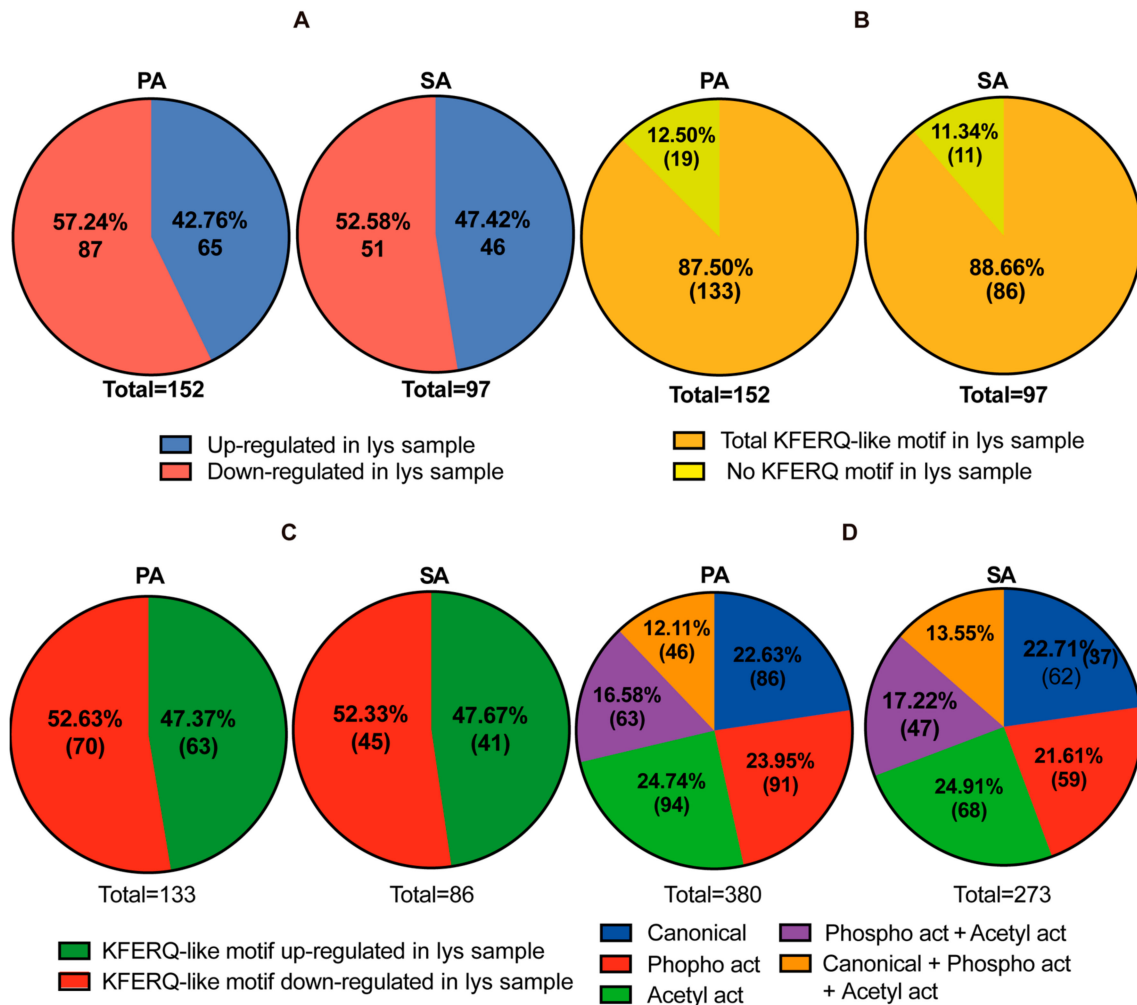 A
B
PA
SA
PA
SA
57.24%
87
42.76%
65
52.58%
51
47.42%
46
12.50%
(19)
87.50%
(133)
11.34%
(11)
88.66%
(86)
Total=152
Total=97
Total=152
Total=97
Up-regulated in lys sample
Down-regulated in lys sample
Total KFERQ-like motif in lys sample
No KFERQ motif in lys sample
C
D
PA
SA
PA
SA
52.63%
(70)
47.37%
(63)
52.33%
(45)
47.67%
(41)
12.11%
(46)
22.63%
(86)
16.58%
(63)
23.95%
(91)
24.74%
(94)
13.55%
22.71%(37)
(62)
17.22%
(47)
21.61%
(59)
24.91%
(68)
Total=133
Total=86
Total=380
Total=273
KFERQ-like motif up-regulated in lys sample
KFERQ-like motif down-regulated in lys sample
Canonical
Phopho act
Acetyl act
Phospho act + Acetyl act
Canonical + Phospho act
+ Acetyl act